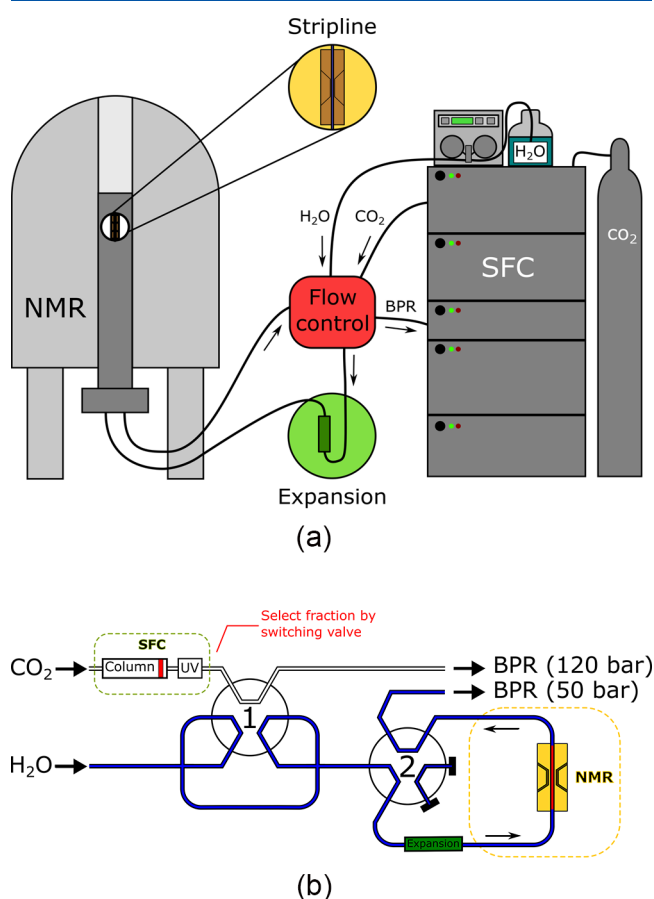 Stripline
H₂O
H₂O
CO₂
CO₂
SFC
NMR
Flow
control
BPR
Expansion
(a)
Select fraction by
switching valve
SFC
CO₂
Column
UV
BPR (120 bar)
BPR (50 bar)
1
H₂O
2
NMR
Expansion
(b)